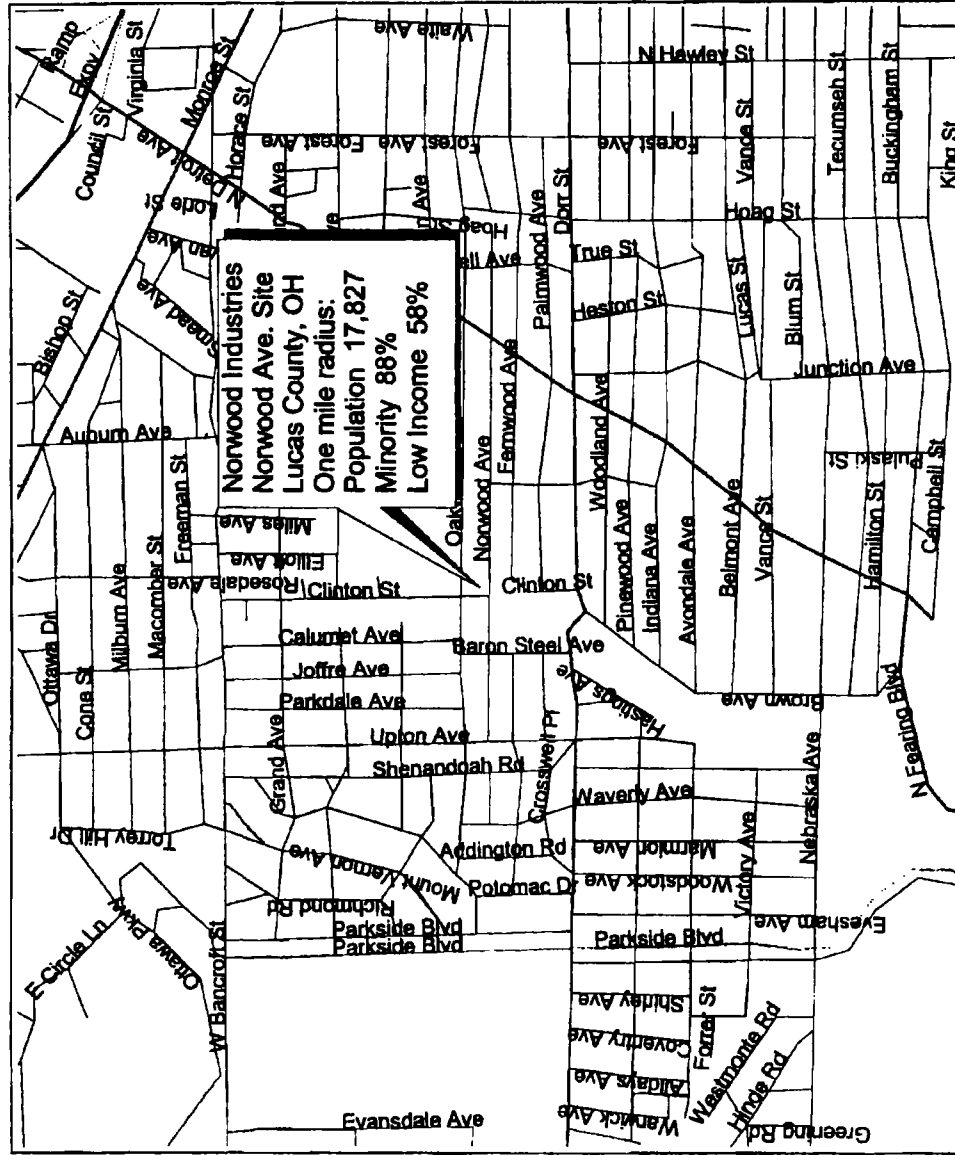 Norwood Industries
Norwood Ave. Site
Lucas County, OH
One mile radius:
Population 17,827
Minority 88%
Low Income 58%
Ramp
Expy
Council St
Virginia St
Monroe St
N Detroit Ave
Horace St
Lorie St
Waite Ave
N Hawley St
Forest Ave
Forest Ave
Forest Ave
Forest Ave
Vance St
Tecumseh St
Buckingham St
King St
Hoag St
Hoag St
Palmwood Ave
Dorr St
True St
Heston St
Lucas St
Blum St
Junction Ave
Bishop St
Smead Ave
Auburn Ave
Freeman St
Miles Ave
Elliott Ave
Rosedale Ave
Clinton St
Norwood Ave
Fernwood Ave
Woodland Ave
Clinton St
Pinewood Ave
Indiana Ave
Avondale Ave
Belmont Ave
Vance St
Pulaski St
Hamilton St
Campbell St
Ottawa Dr
Cone St
Milburn Ave
Macomber St
Calumet Ave
Joffre Ave
Parkdale Ave
Upton Ave
Shenandoah Rd
Grand Ave
Baron Steel Ave
Hastings Ave
Brown Ave
N Fearing Blvd
Crosswell Pl
Waverly Ave
Nebraska Ave
Torrey Hill Dr
Mount Vernon Ave
Addington Rd
Marmion Ave
Potomac Dr
Woodstock Ave
Victory Ave
Evesham Ave
Richmond Rd
Parkside Blvd
Parkside Blvd
Parkside Blvd
E Circle Ln
Ottawa Pkwy
W Bancroft St
Shirley Ave
Coventry Ave
Alldays Ave
Warwick Ave
Forrer St
Westmonte Rd
Hinde Rd
Greening Rd
Evansdale Ave